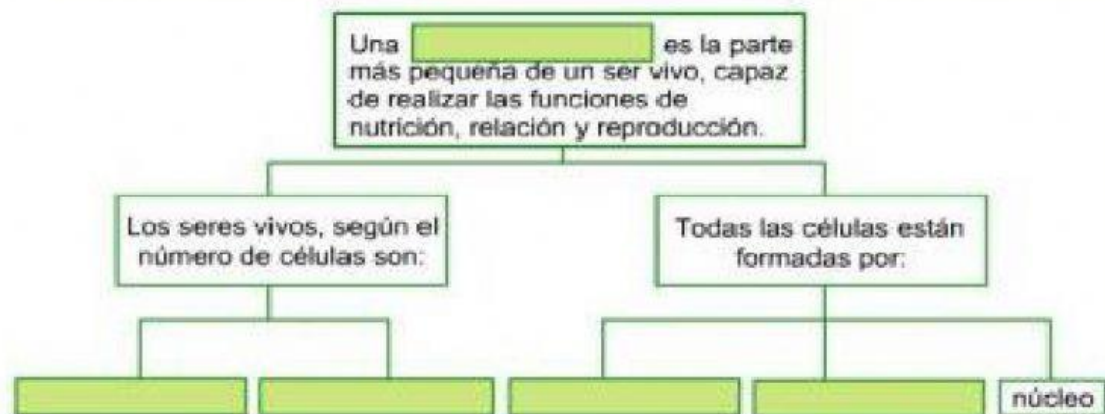 Una es la parte
más pequeña de un ser vivo, capaz
de realizar las funciones de
nutrición, relación y reproducción.
Los seres vivos, según el
número de células son:
Todas las células están
formadas por:
núcleo